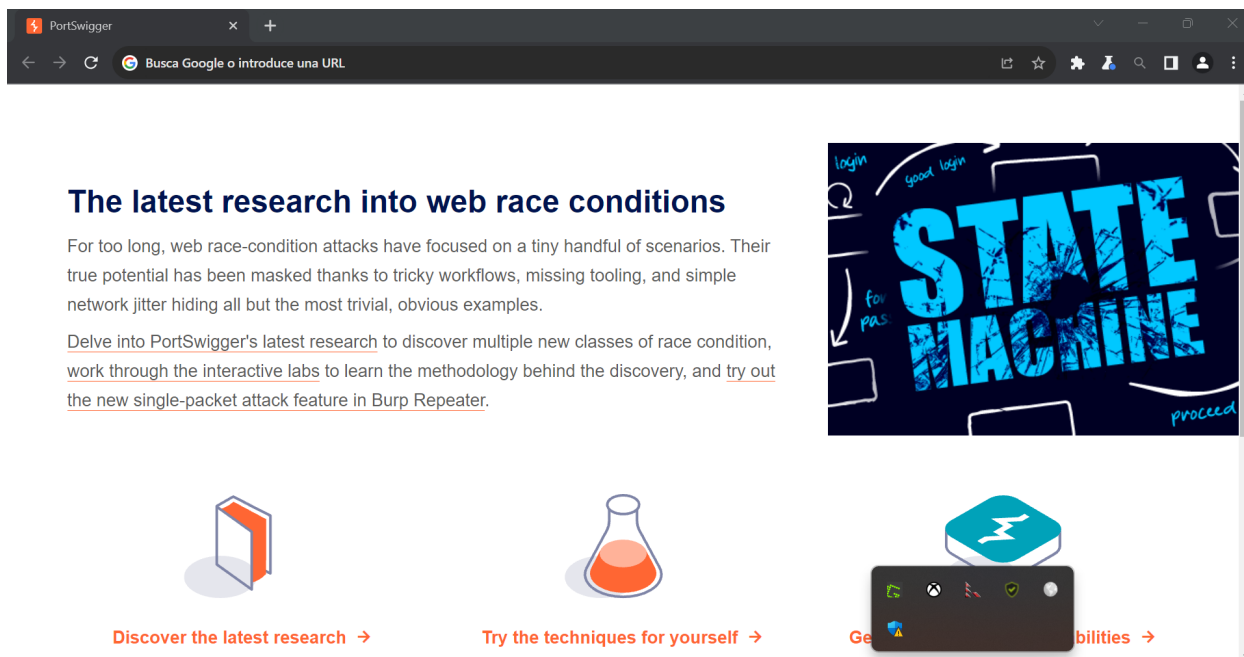 PortSwigger
Busca Google o introduce una URL
The latest research into web race conditions
For too long, web race-condition attacks have focused on a tiny handful of scenarios. Their
true potential has been masked thanks to tricky workflows, missing tooling, and simple
network jitter hiding all but the most trivial, obvious examples.
Delve into PortSwigger's latest research to discover multiple new classes of race condition,
work through the interactive labs to learn the methodology behind the discovery, and try out
the new single-packet attack feature in Burp Repeater.
login
good login
STATE
MACHINE
for
pas
proceed
Discover the latest research →
Try the techniques for yourself →
Ge bilities →